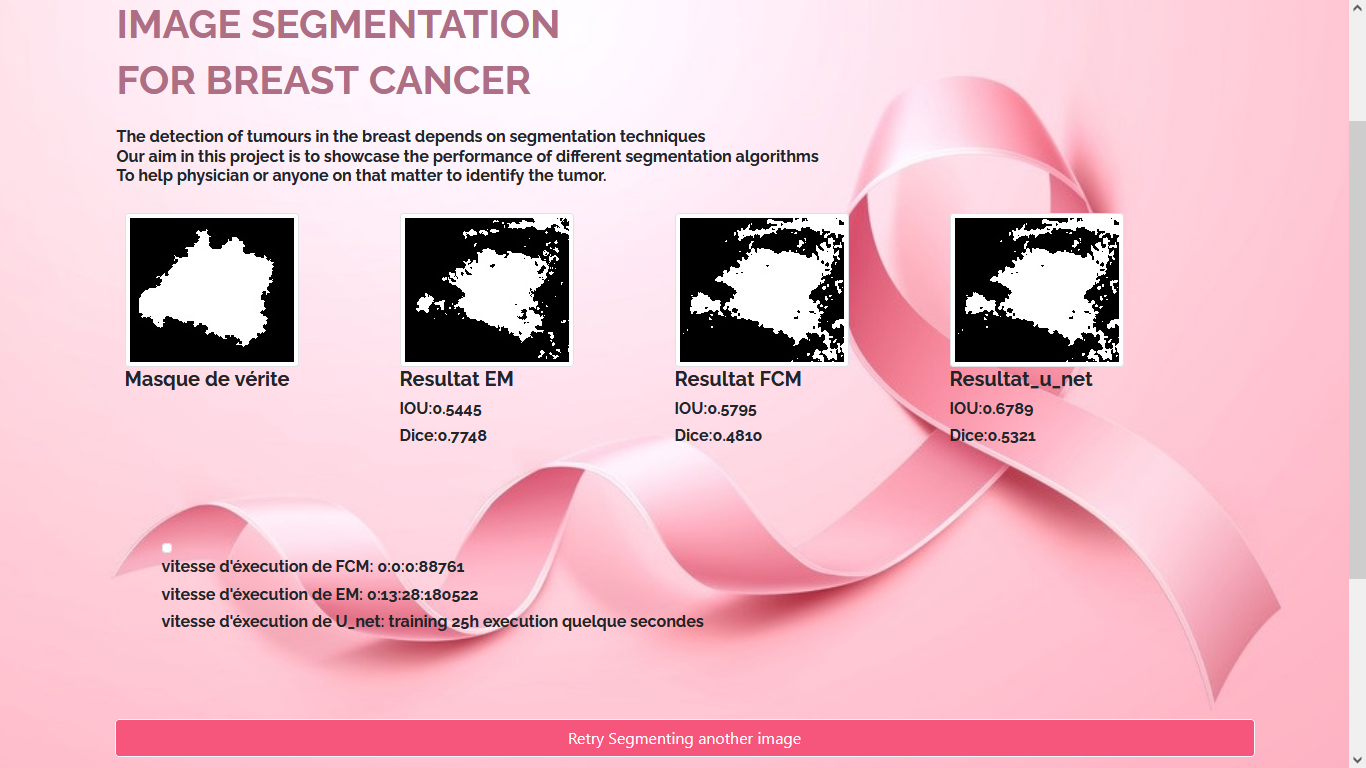 IMAGE SEGMENTATION
FOR BREAST CANCER
The detection of tumours in the breast depends on segmentation techniques
Our aim in this project is to showcase the performance of different segmentation algorithms
To help physician or anyone on that matter to identify the tumor.
Masque de vérite
Resultat EM
IOU:0.5445
Dice:0.7748
Resultat FCM
IOU:0.5795
Dice:0.4810
Resultat_u_net
IOU:0.6789
Dice:0.5321
vitesse d'éxecution de FCM: 0:0:0:88761
vitesse d'éxecution de EM: 0:13:28:180522
vitesse d'éxecution de U_net: training 25h execution quelque secondes
Retry Segmenting another image